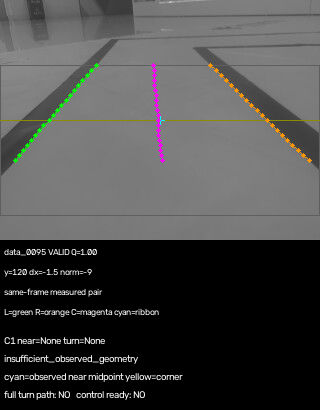 data_0095 VALID Q=1.00
y=120 dx=-1.5 norm=-9
same-frame measured pair
L=green R=orange C=magenta cyan=ribbon
C1 near=None turn=None
insufficient_observed_geometry
cyan=observed near midpoint yellow=corner
full turn path: NO control ready: NO